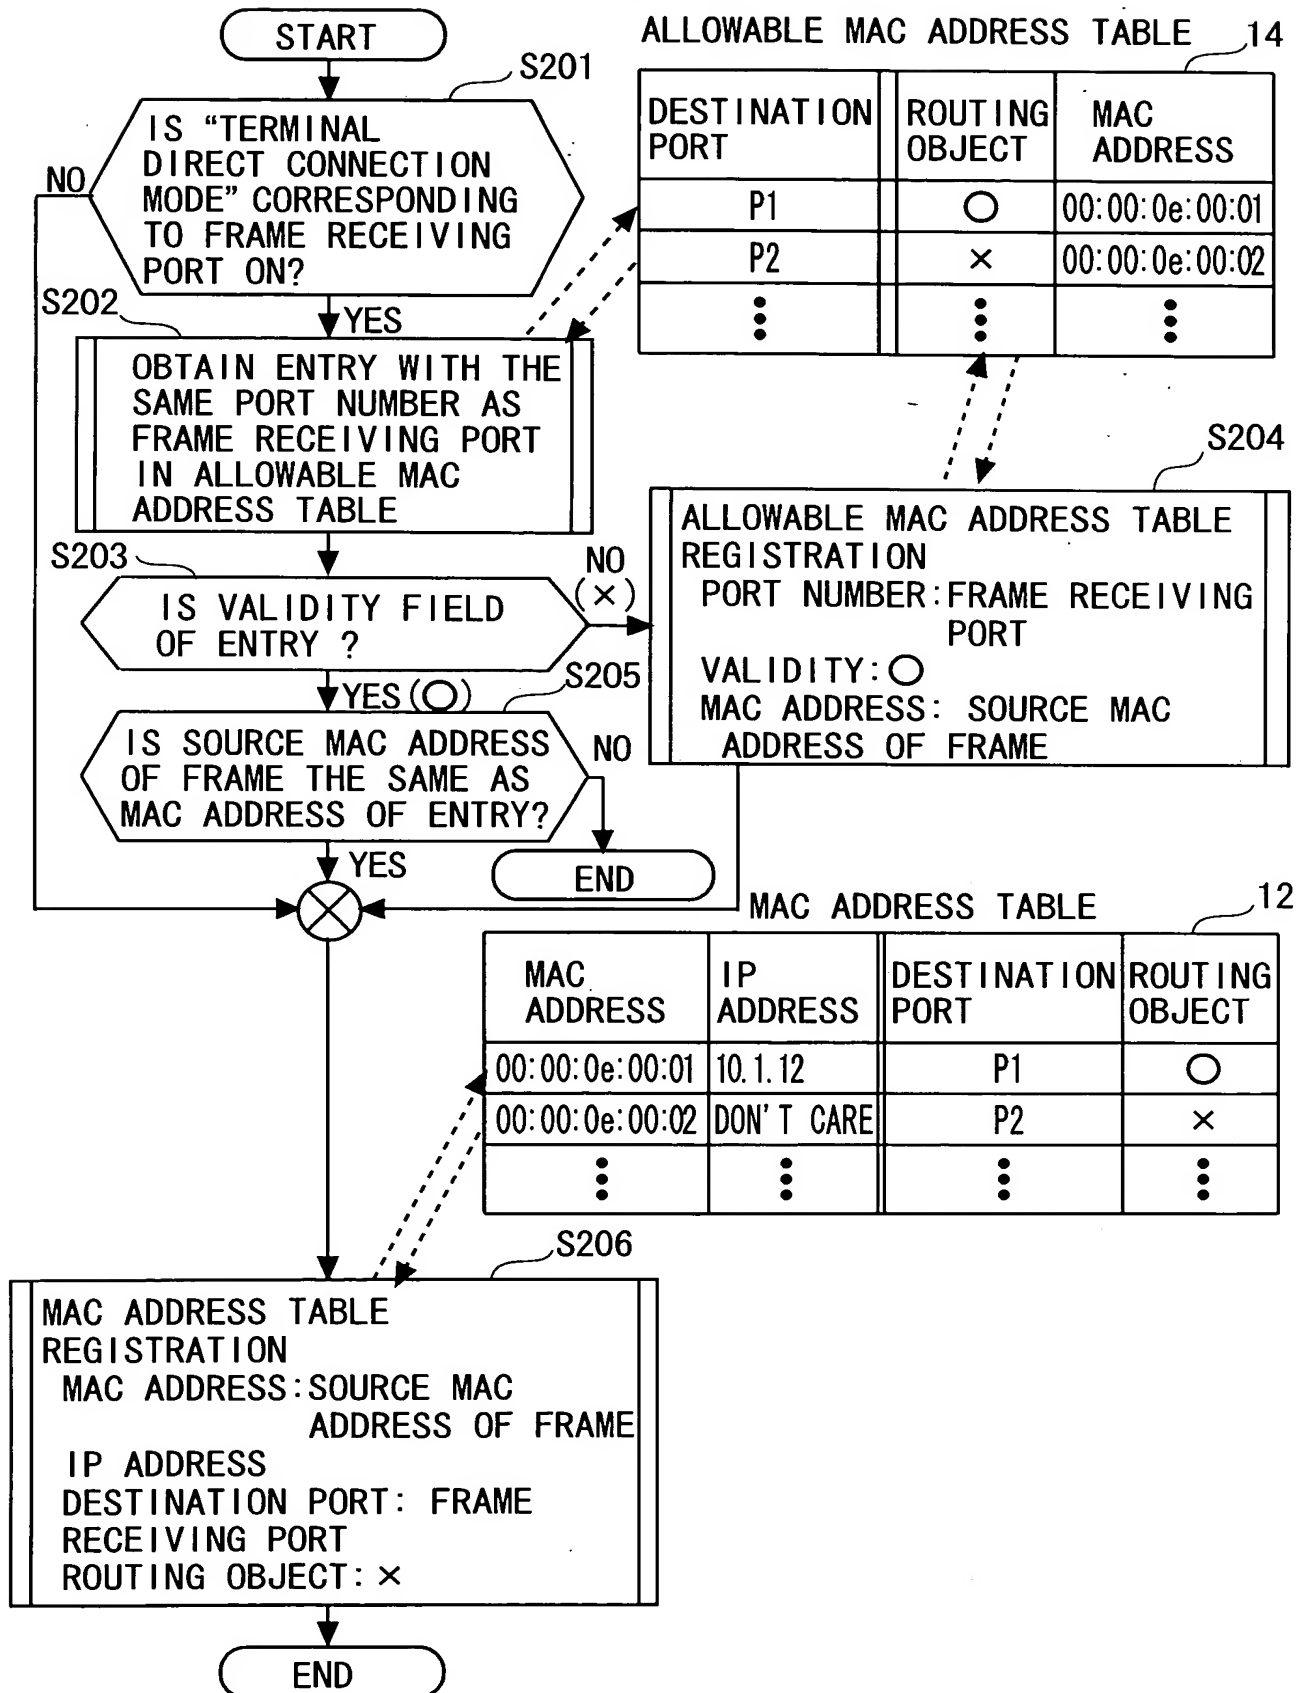 START
S201
IS “TERMINAL
DIRECT CONNECTION
MODE” CORRESPONDING
TO FRAME RECEIVING
PORT ON?
NO
YES
ALLOWABLE MAC ADDRESS TABLE
14
DESTINATION PORT
ROUTING OBJECT
MAC ADDRESS
P1 ○ 00:00:0e:00:01
P2 × 00:00:0e:00:02
S202
OBTAIN ENTRY WITH THE
SAME PORT NUMBER AS
FRAME RECEIVING PORT
IN ALLOWABLE MAC
ADDRESS TABLE
S203
IS VALIDITY FIELD
OF ENTRY ?
NO
(×)
YES (○)
S204
ALLOWABLE MAC ADDRESS TABLE
REGISTRATION
PORT NUMBER:FRAME RECEIVING
PORT
VALIDITY:○
MAC ADDRESS: SOURCE MAC
ADDRESS OF FRAME
S205
IS SOURCE MAC ADDRESS
OF FRAME THE SAME AS
MAC ADDRESS OF ENTRY?
NO
END
YES
MAC ADDRESS TABLE
12
MAC ADDRESS
IP ADDRESS
DESTINATION PORT
ROUTING OBJECT
00:00:0e:00:01 10.1.12 P1 ○
00:00:0e:00:02 DON'T CARE P2 ×
S206
MAC ADDRESS TABLE
REGISTRATION
MAC ADDRESS:SOURCE MAC
ADDRESS OF FRAME
IP ADDRESS
DESTINATION PORT: FRAME
RECEIVING PORT
ROUTING OBJECT: ×
END